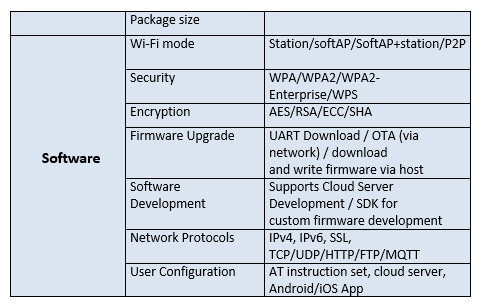 Package size
Wi-Fi mode
Station/softAP/SoftAP+station/P2P
Security
WPA/WPA2/WPA2-
Enterprise/WPS
Encryption
AES/RSA/ECC/SHA
Software
Firmware Upgrade
UART Download / OTA (via
network) / download
and write firmware via host
Software
Development
Supports Cloud Server
Development / SDK for
custom firmware development
Network Protocols
IPv4, IPv6, SSL,
TCP/UDP/HTTP/FTP/MQTT
User Configuration
AT instruction set, cloud server,
Android/iOS App